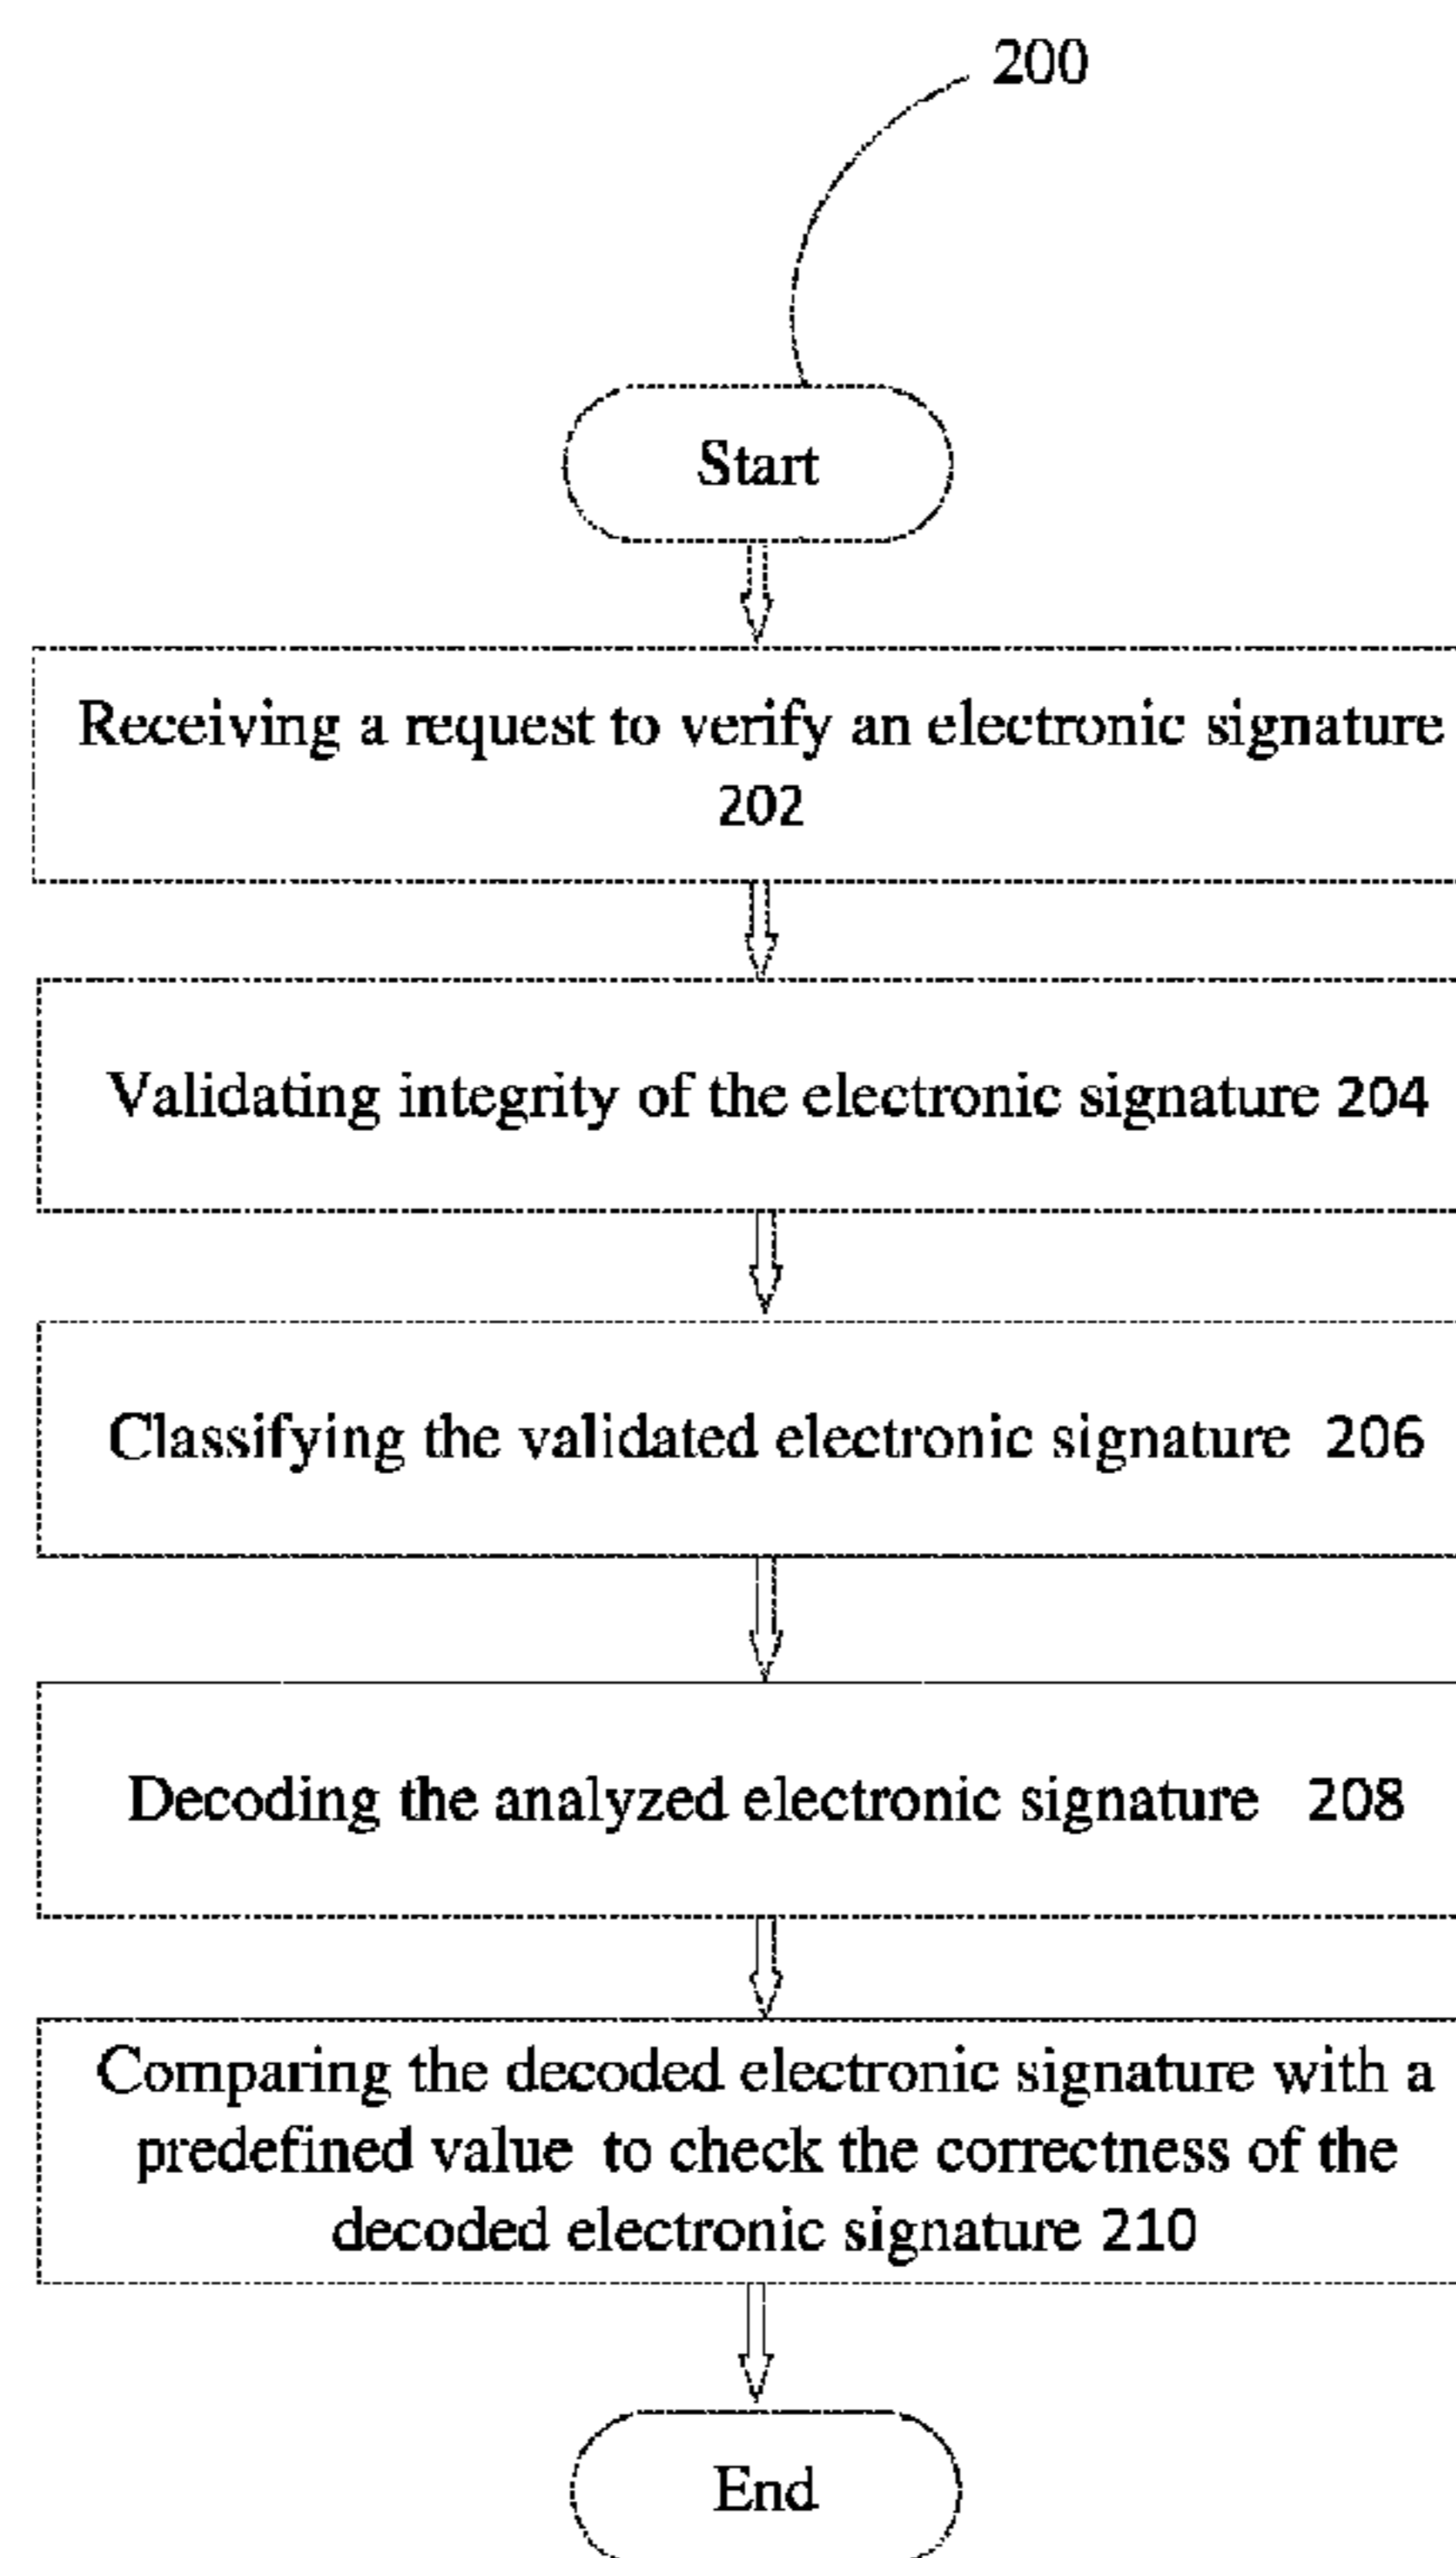 200
Start
Receiving a request to verify an electronic signature
202
Validating integrity of the electronic signature 204
Classifying the validated electronic signature 206
Decoding the analyzed electronic signature 208
Comparing the decoded electronic signature with a
predefined value to check the correctness of the
decoded electronic signature 210
End